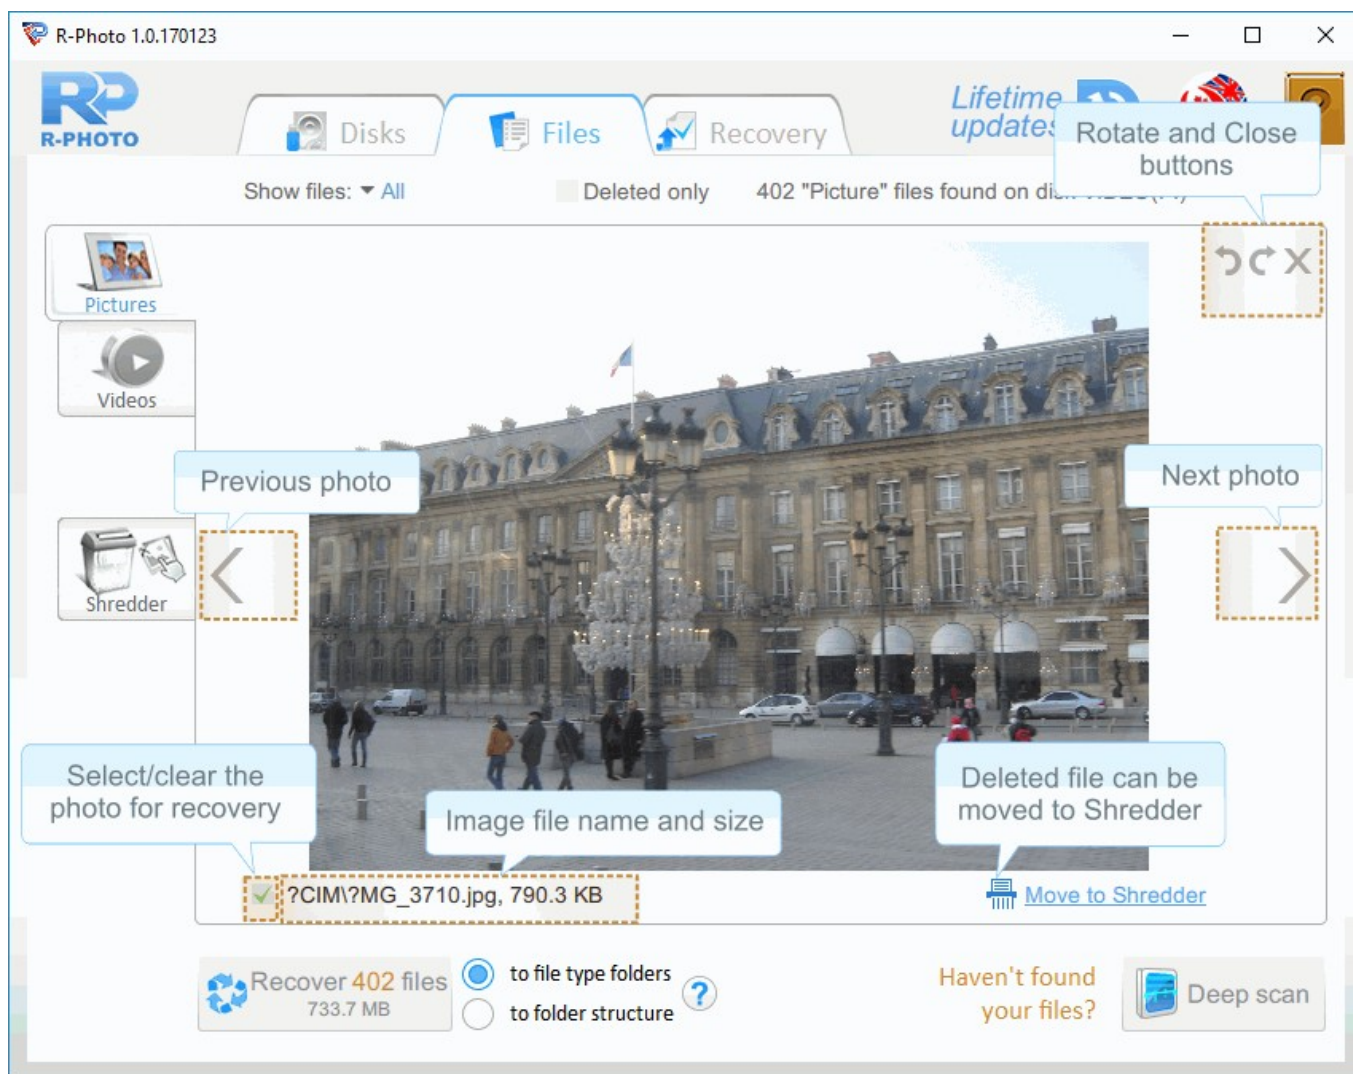 R-Photo 1.0.170123
RP
R-PHOTO
Disks
Files
Recovery
Lifetime
updates
Rotate and Close
buttons
Show files: All
Deleted only
402 "Picture" files found on disk
Pictures
Videos
Previous photo
Next photo
Shredder
Select/clear the
photo for recovery
Image file name and size
Deleted file can be
moved to Shredder
?CIM\?MG_3710.jpg, 790.3 KB
Move to Shredder
Recover 402 files
733.7 MB
to file type folders
to folder structure
?
Haven't found
your files?
Deep scan